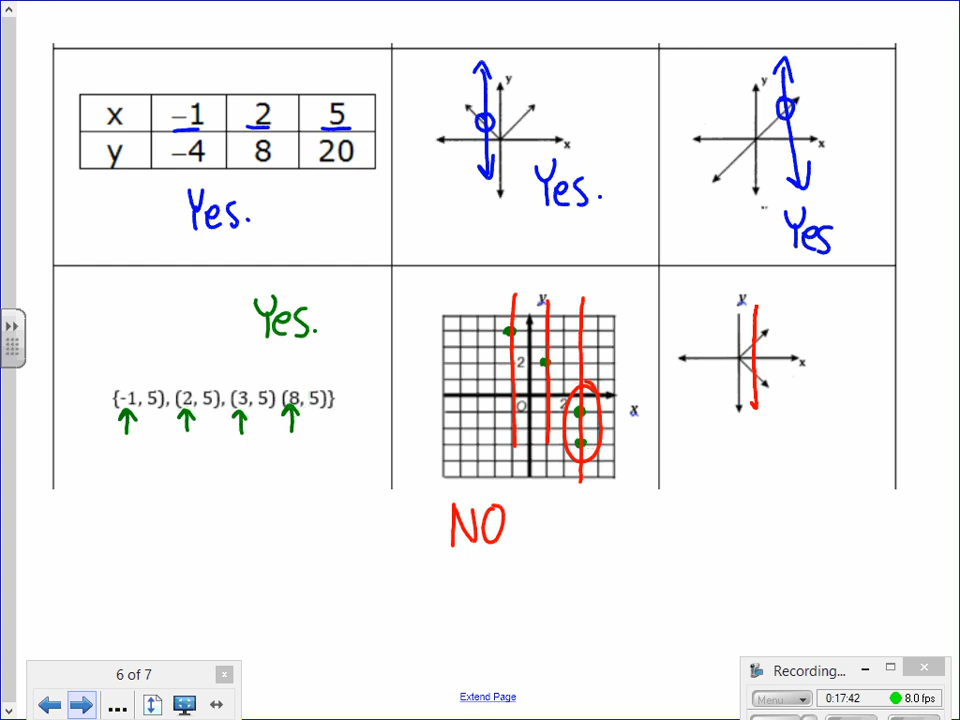 x −1 2 5
y −4 8 20
Yes.
y
x
Yes.
y
x
Yes
Yes.
{-1, 5), (2, 5), (3, 5) (8, 5)}
y
2
O 2
x
NO
y
x
6 of 7
x
...
Extend Page
Recording...
Menu
0:17:42
8.0 fps